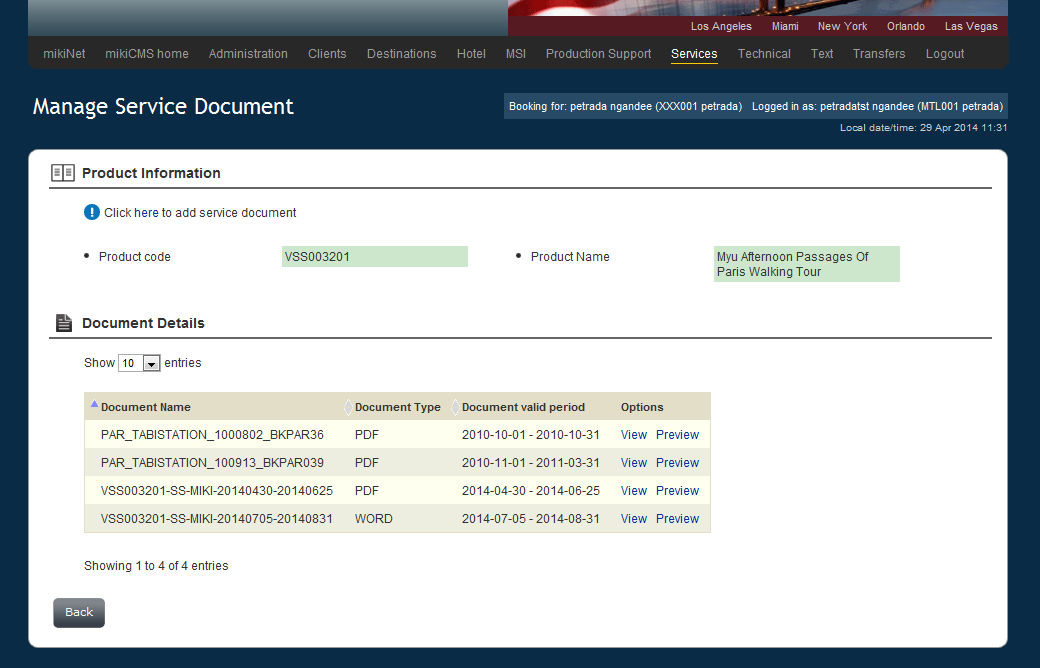 Los Angeles Miami New York Orlando Las Vegas
mikiNet mikiCMS home Administration Clients Destinations Hotel MSI Production Support Services Technical Text Transfers Logout
Manage Service Document
Booking for: petrada ngandee (XXX001 petrada) Logged in as: petradatst ngandee (MTL001 petrada)
Local date/time: 29 Apr 2014 11:31
Product Information
! Click here to add service document
• Product code VSS003201 • Product Name Myu Afternoon Passages Of
Paris Walking Tour
Document Details
Show 10 entries
Document Name Document Type Document valid period Options
PAR_TABISTATION_1000802_BKPAR36 PDF 2010-10-01 - 2010-10-31 View Preview
PAR_TABISTATION_100913_BKPAR039 PDF 2010-11-01 - 2011-03-31 View Preview
VSS003201-SS-MIKI-20140430-20140625 PDF 2014-04-30 - 2014-06-25 View Preview
VSS003201-SS-MIKI-20140705-20140831 WORD 2014-07-05 - 2014-08-31 View Preview
Showing 1 to 4 of 4 entries
Back